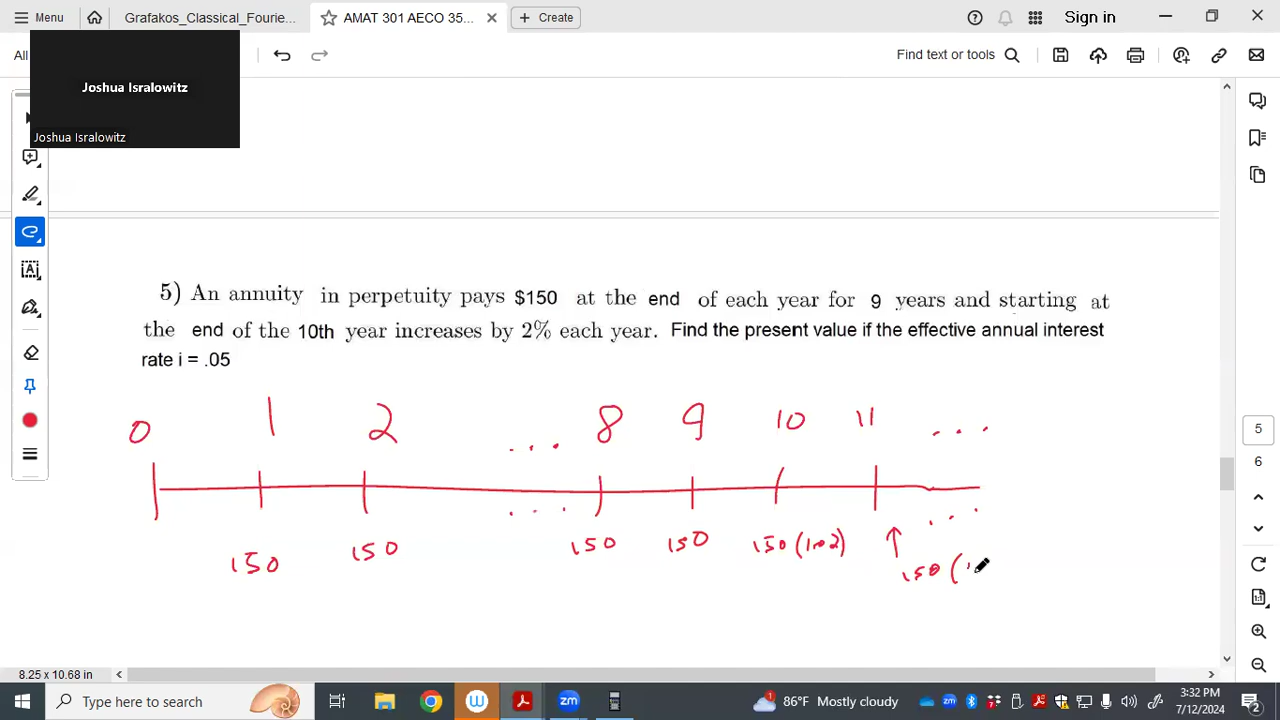 Menu
Grafakos_Classical_Fourie...
AMAT 301 AECO 35...
Create
Sign in
All
Find text or tools
Joshua Isralowitz
Joshua Isralowitz
5) An annuity in perpetuity pays $150 at the end of each year for 9 years and starting at
the end of the 10th year increases by 2% each year. Find the present value if the effective annual interest
rate i = .05
0 1 2 ... 8 9 10 11 ...
... ...
150 150 150 150 150(1.02)
150(
5
6
8.25 x 10.68 in
Type here to search
86°F Mostly cloudy
3:32 PM
7/12/2024
2